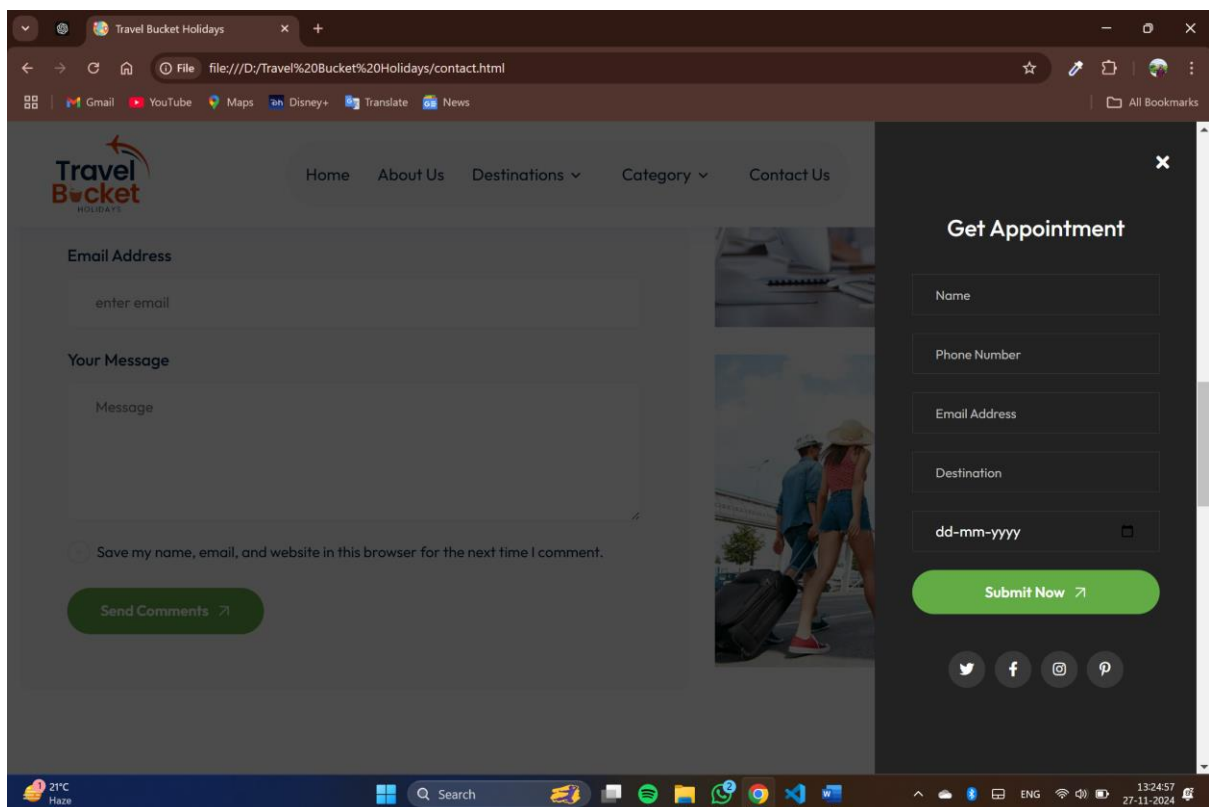 Travel Bucket Holidays
File file:///D:/Travel%20Bucket%20Holidays/contact.html
Gmail YouTube Maps Disney+ Translate News All Bookmarks
Travel
Bucket
HOLIDAYS
Home About Us Destinations Category Contact Us
Email Address
enter email
Your Message
Message
Save my name, email, and website in this browser for the next time I comment.
Send Comments
Get Appointment
Name
Phone Number
Email Address
Destination
dd-mm-yyyy
Submit Now
1
21°C
Haze
Search
2
ENG
13:24:57
27-11-2024